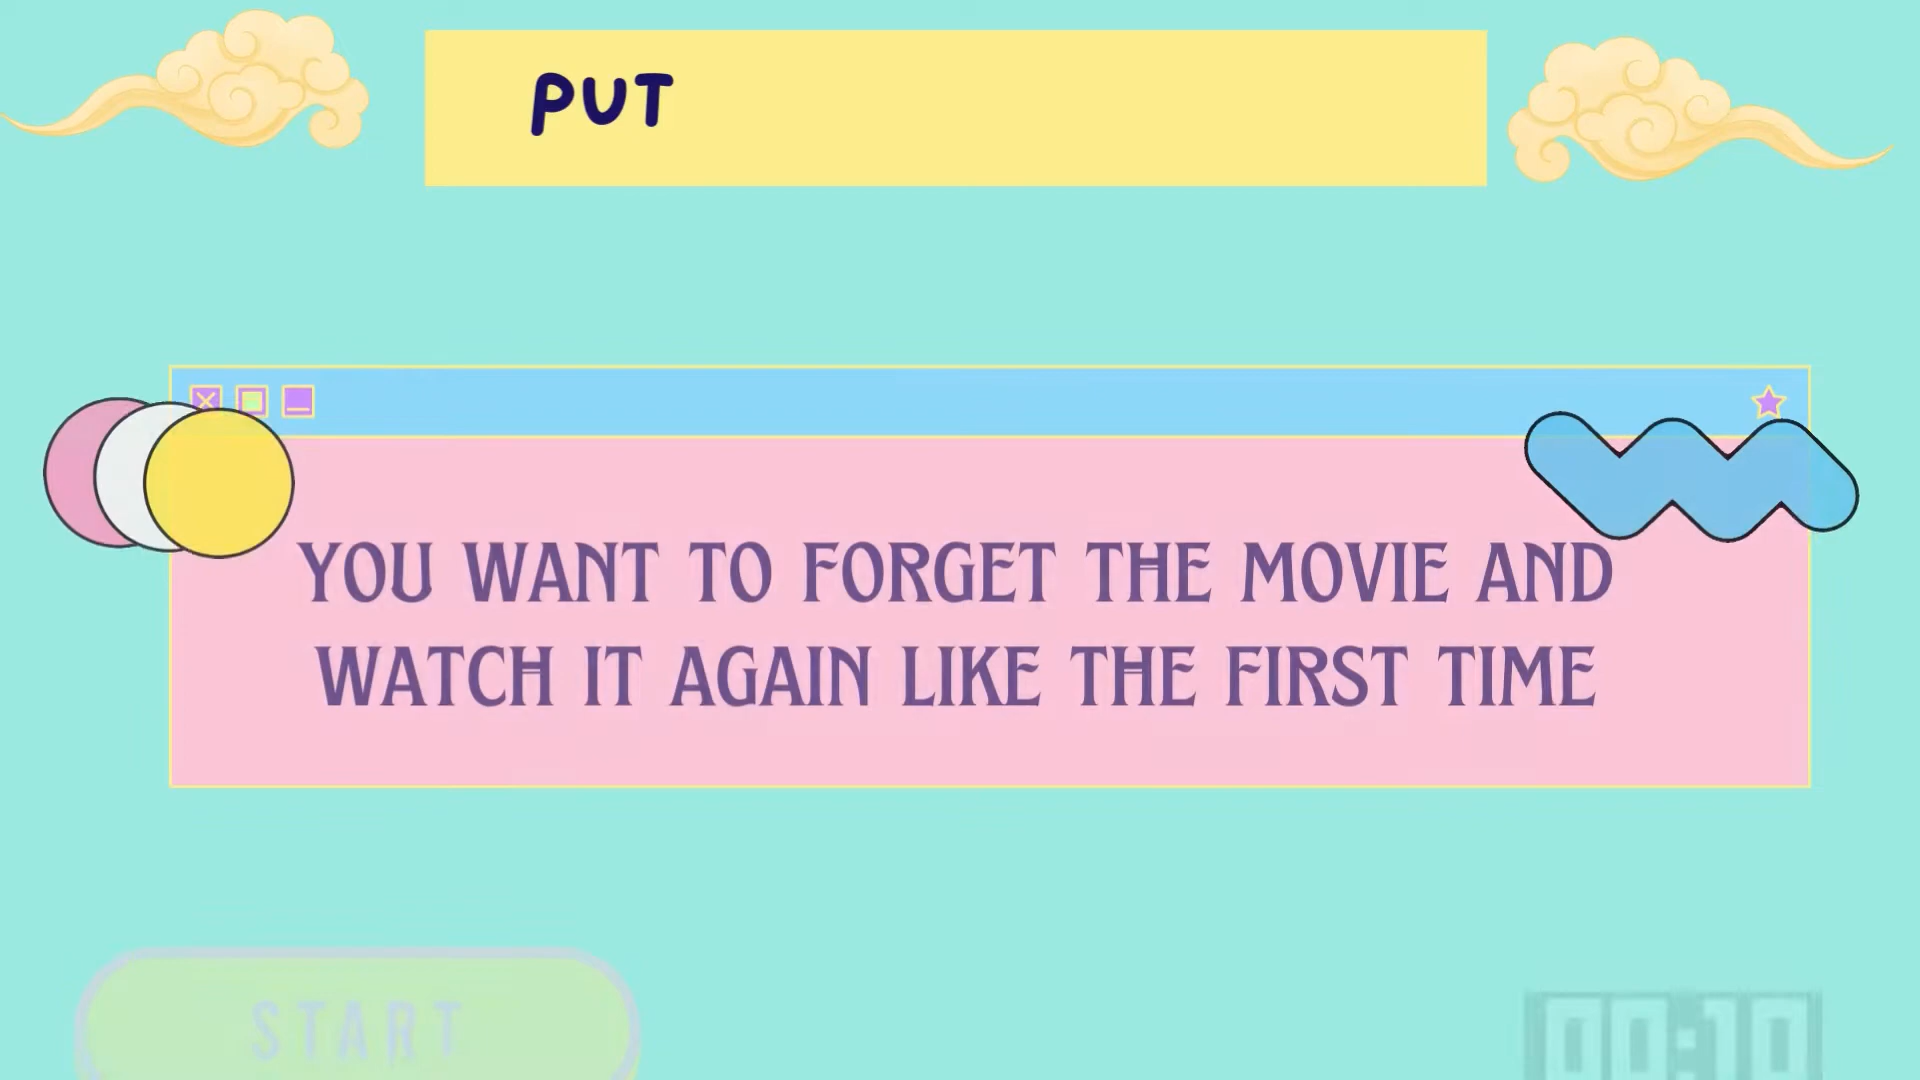 PUT
YOU WANT TO FORGET THE MOVIE AND
WATCH IT AGAIN LIKE THE FIRST TIME
START
00:10